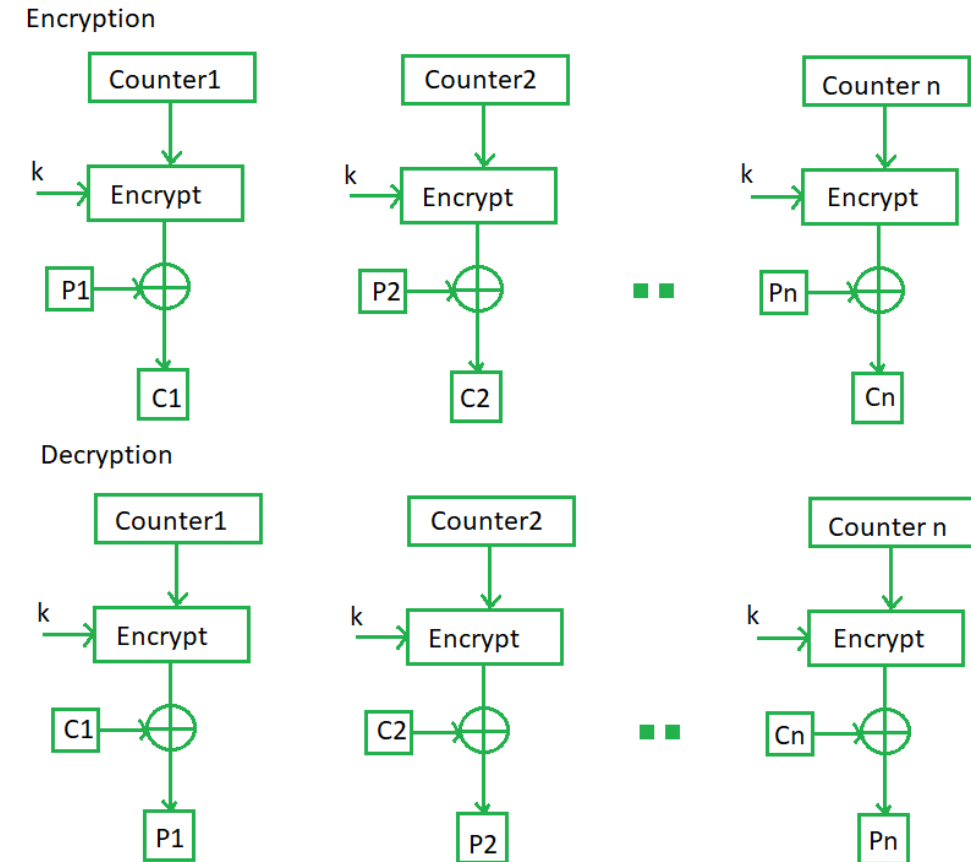 Encryption
Counter1 Counter2 Counter n
k Encrypt k Encrypt k Encrypt
P1 P2 Pn
C1 C2 Cn
Decryption
Counter1 Counter2 Counter n
k Encrypt k Encrypt k Encrypt
C1 C2 Cn
P1 P2 Pn